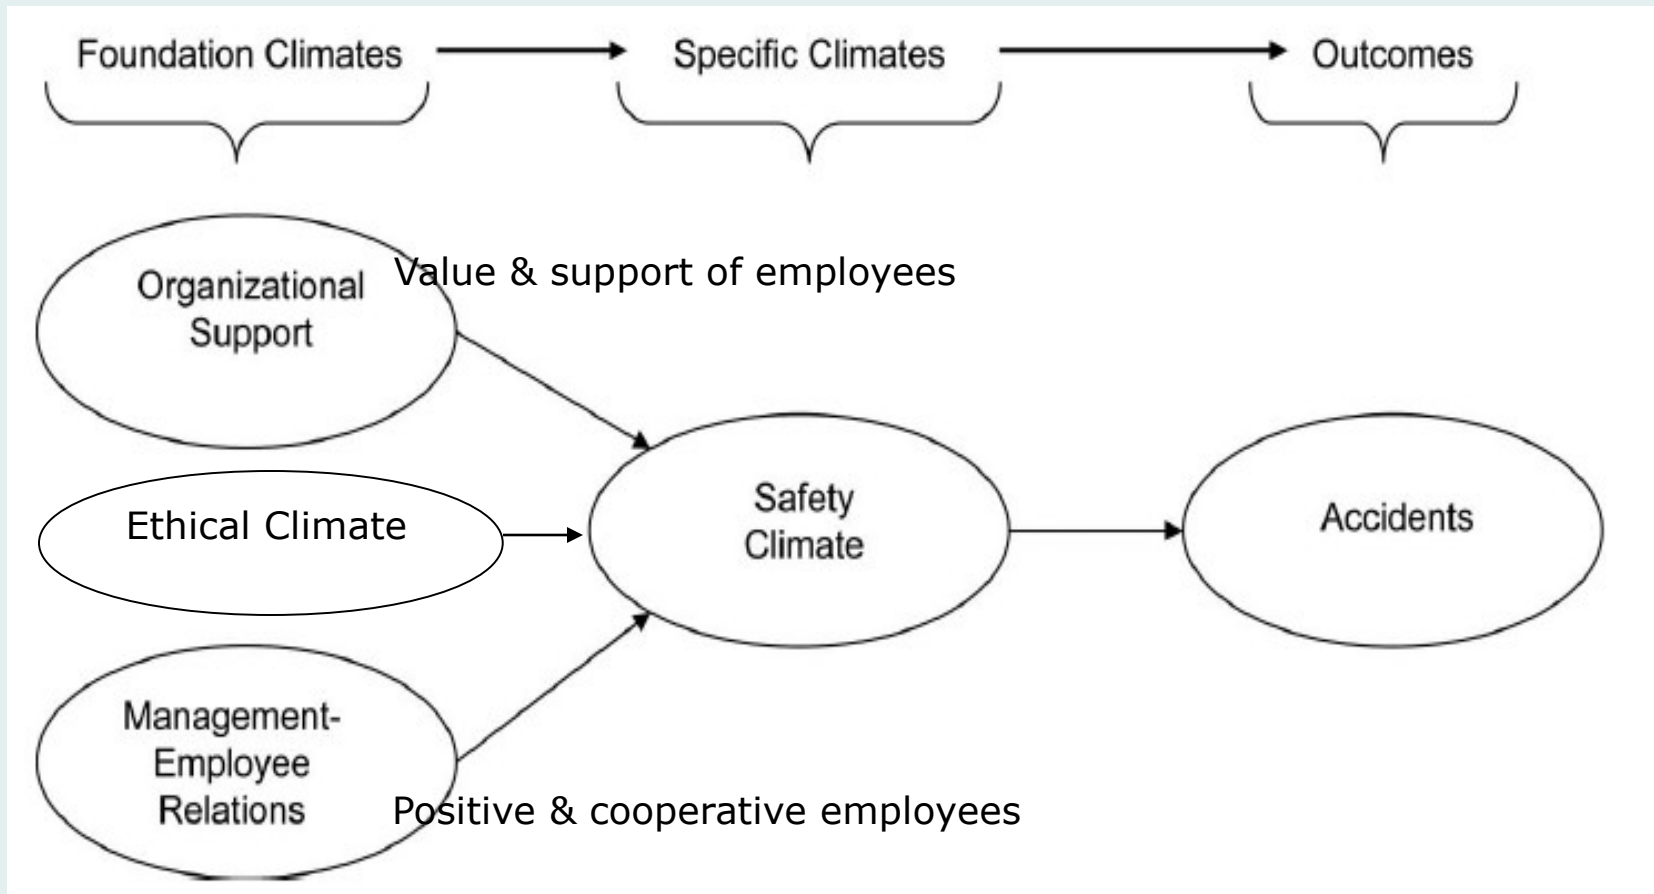 Foundation Climates
Specific Climates
Outcomes
Organizational
Support
Value & support of employees
Ethical Climate
Safety
Climate
Accidents
Management-
Employee
Relations
Positive & cooperative employees